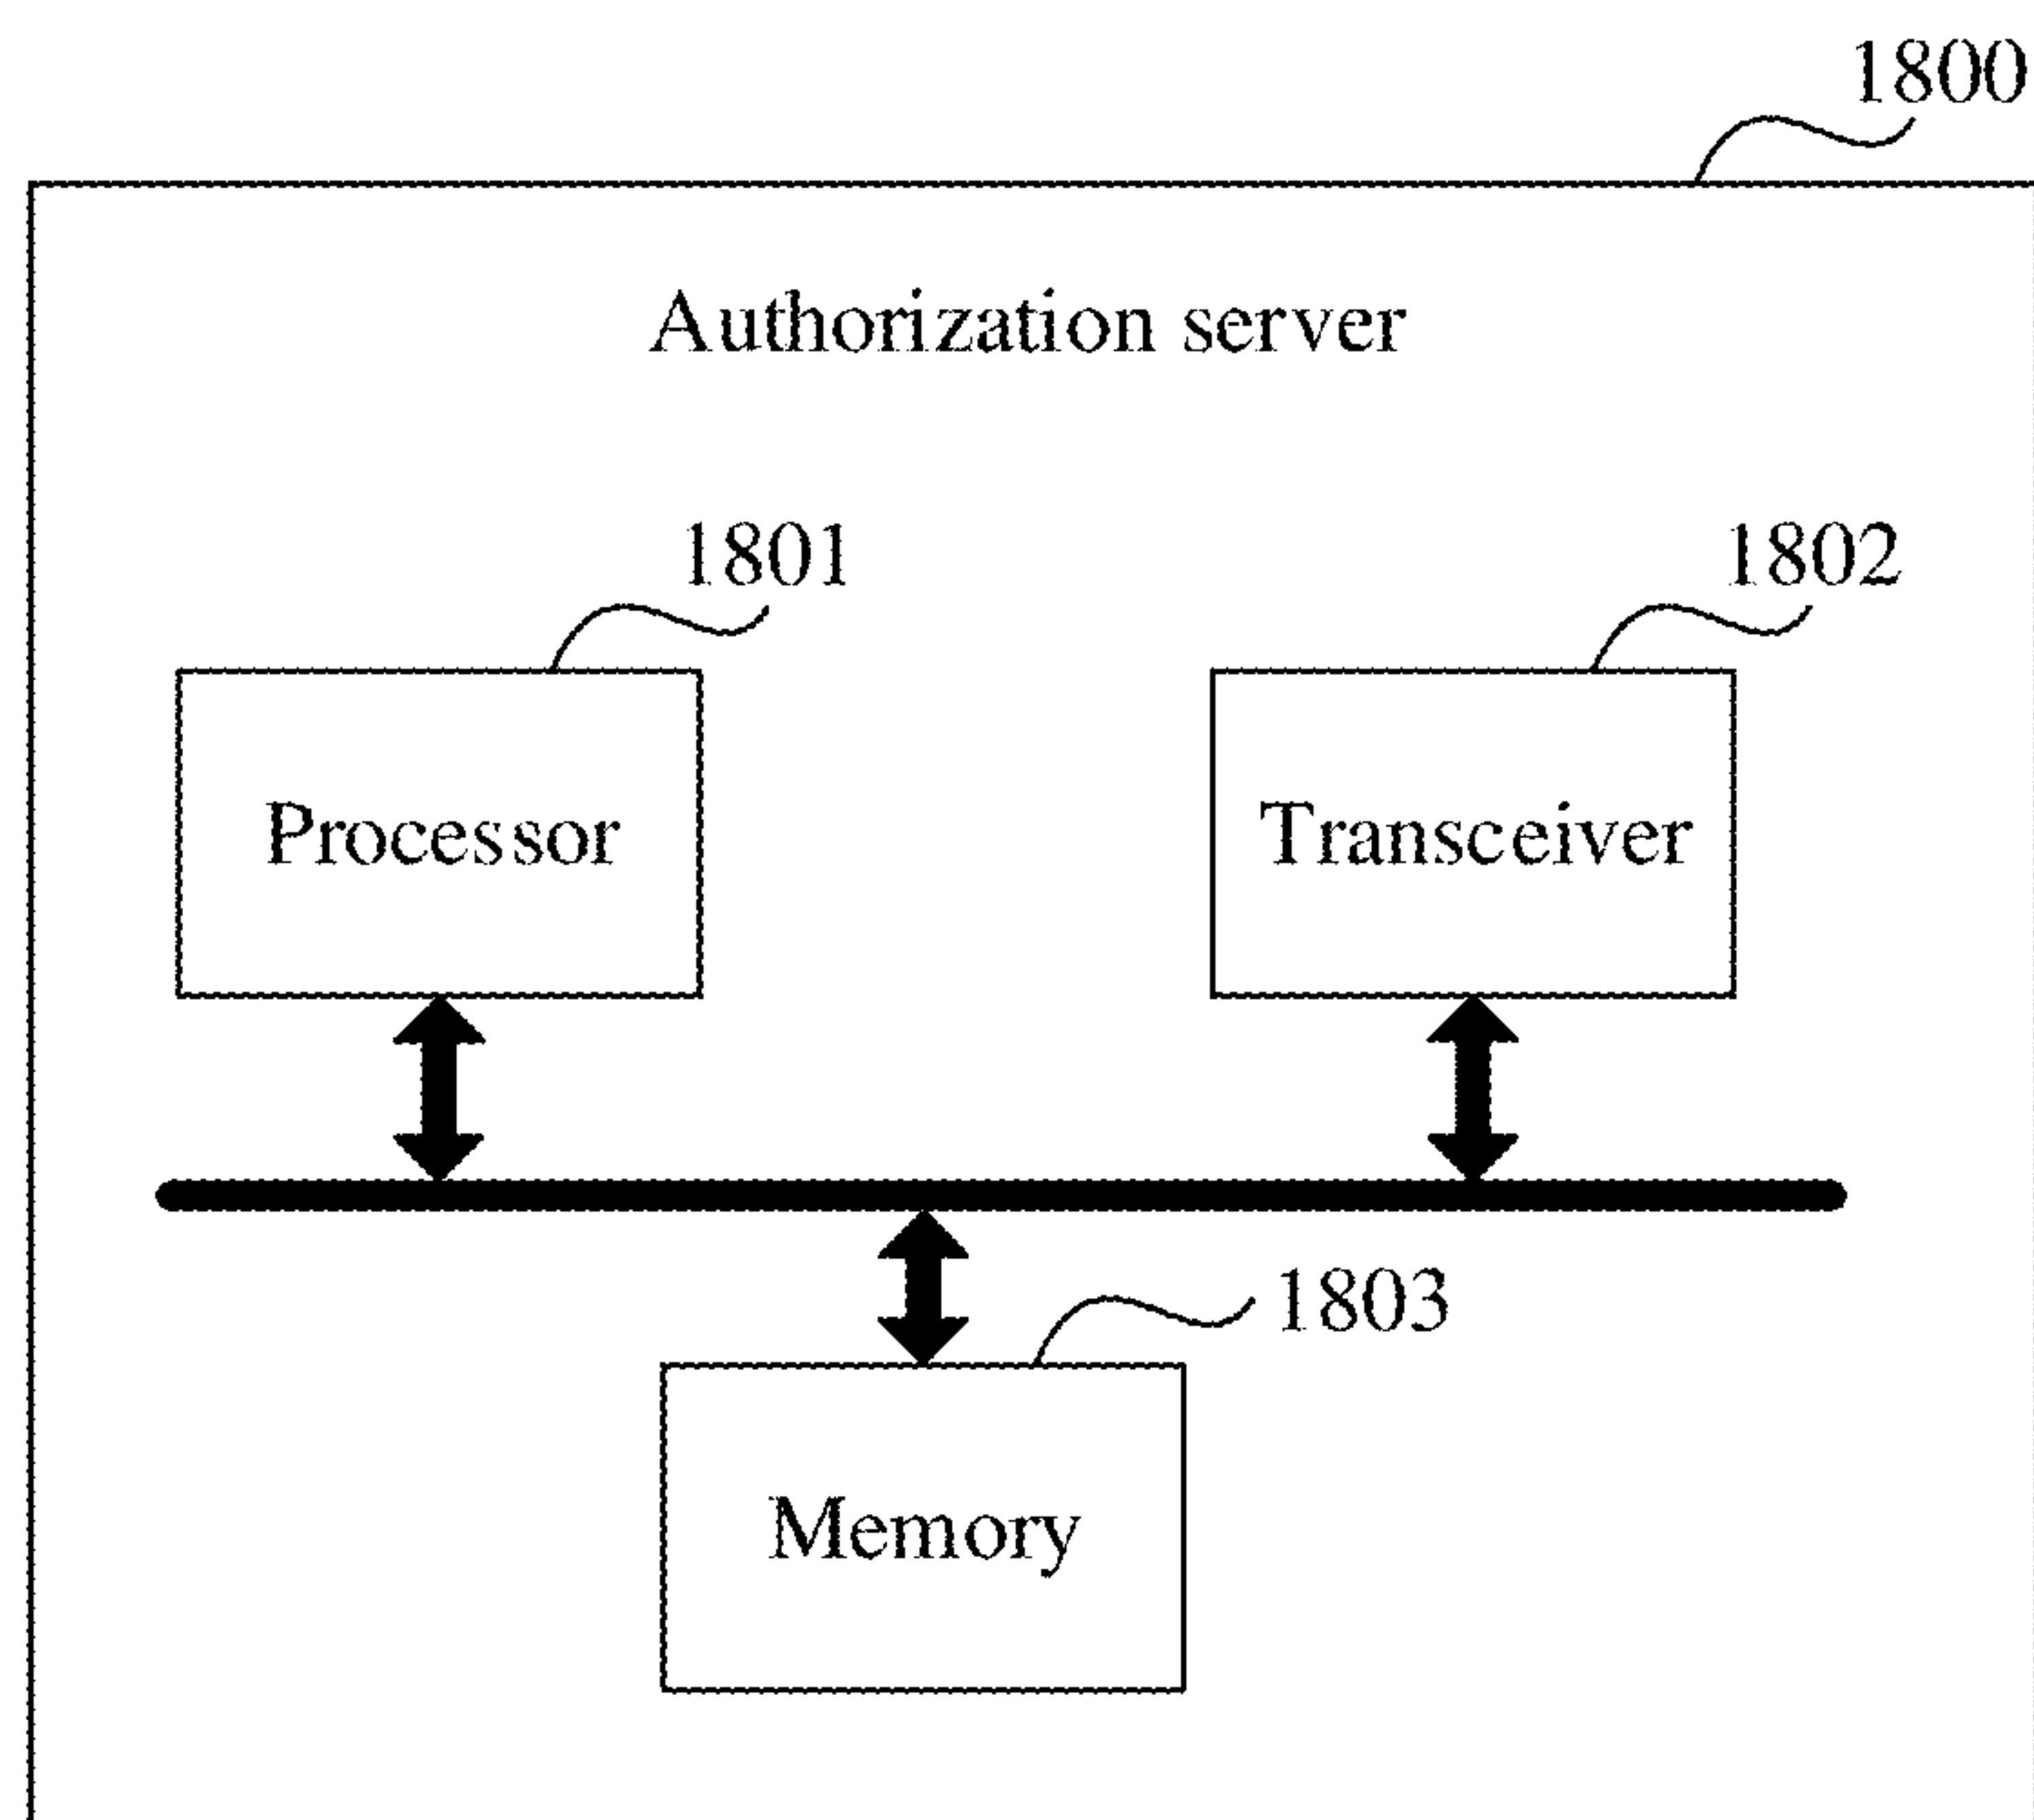 1800
Authorization server
1801
1802
Processor
Transceiver
1803
Memory